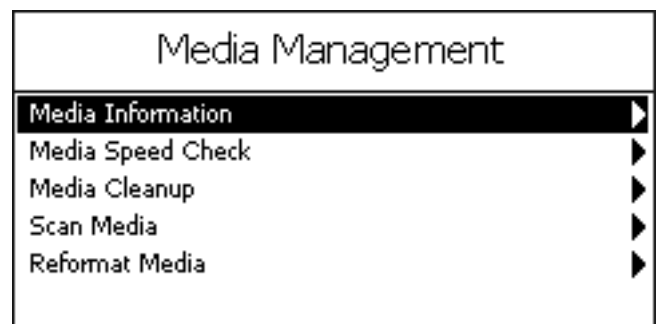 Media Management
Media Information
Media Speed Check
Media Cleanup
Scan Media
Reformat Media